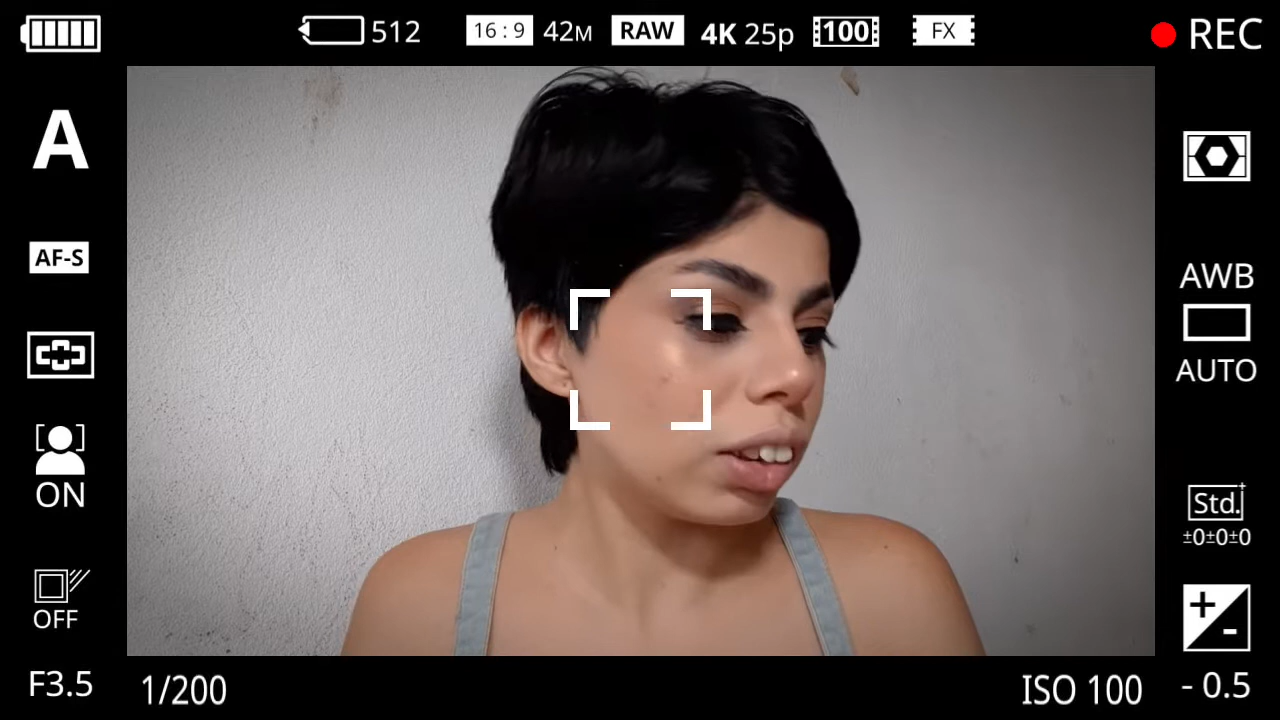 512
16 : 9
42M
RAW
4K 25p
100
FX
REC
A
AF-S
ON
OFF
F3.5
1/200
AWB
AUTO
Std.+
±0±0±0
ISO 100
- 0.5